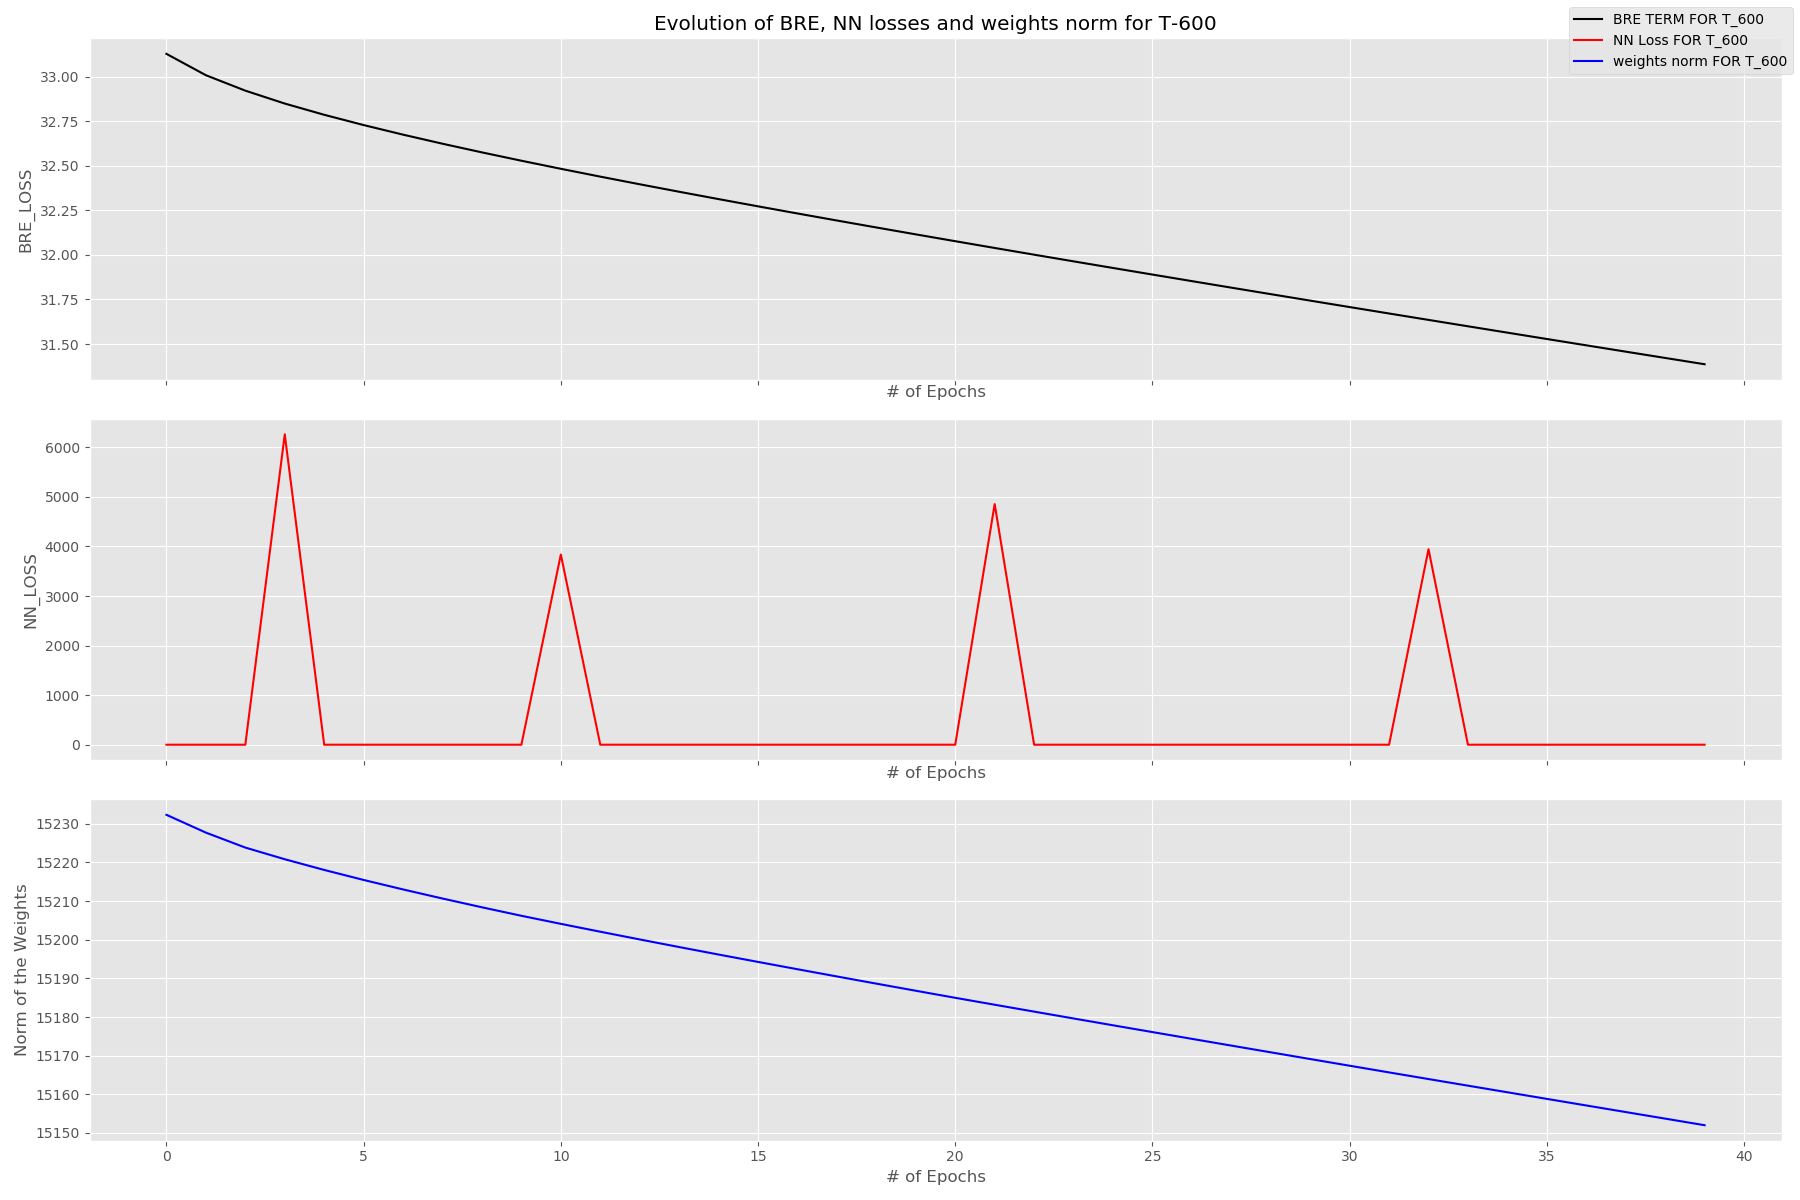 Evolution of BRE, NN losses and weights norm for T-600
BRE TERM FOR T_600
NN Loss FOR T_600
weights norm FOR T_600
33.00
32.75
32.50
32.25
32.00
31.75
31.50
BRE_LOSS
# of Epochs
6000
5000
4000
3000
2000
1000
0
NN_LOSS
# of Epochs
15230
15220
15210
15200
15190
15180
15170
15160
15150
Norm of the Weights
0 5 10 15 20 25 30 35 40
# of Epochs